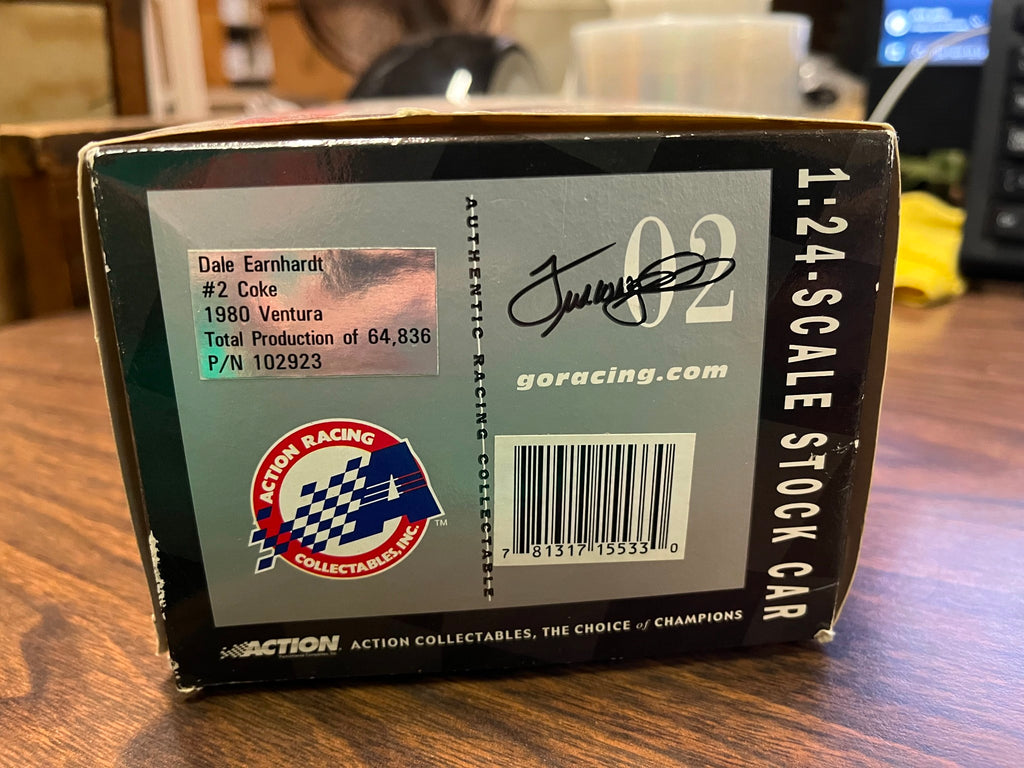 Dale Earnhardt
#2 Coke
1980 Ventura
Total Production of 64,836
P/N 102923
ACTION RACING
COLLECTABLES, INC.
TM
AUTHENTIC RACING COLLECTABLE
02
goracing.com
7 81317 15533 0
1:24-SCALE STOCK CAR
ACTION
ACTION COLLECTABLES, THE CHOICE of CHAMPIONS